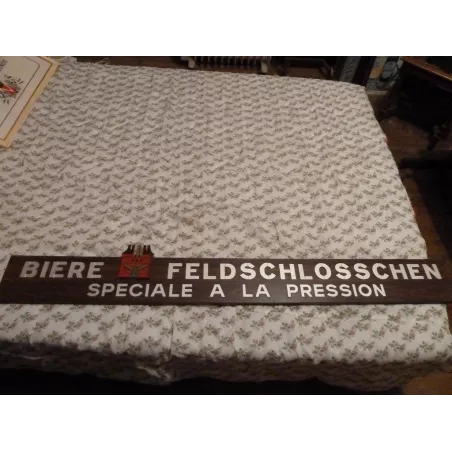 BIERE FELDSCHLOSSCHEN
SPECIALE A LA PRESSION